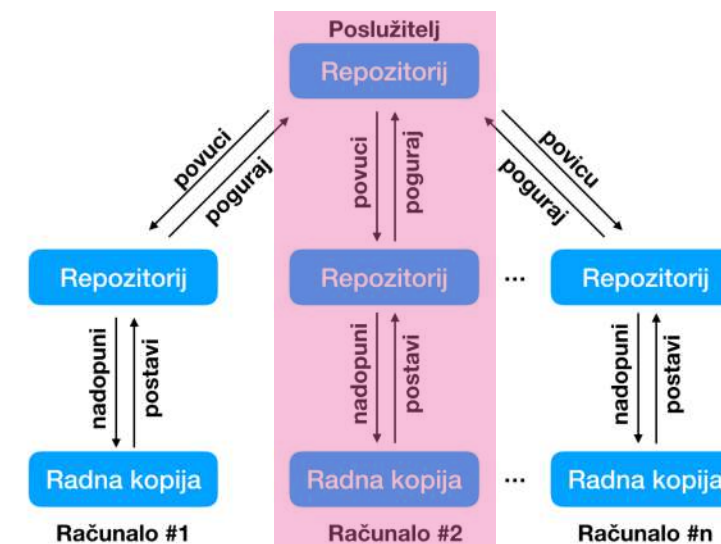 Poslužitelj
Repozitorij
povuci
poguraj
povuci
poguraj
povicu
poguraj
Repozitorij
Repozitorij
...
Repozitorij
nadopuni
postavi
nadopuni
postavi
nadopuni
postavi
Radna kopija
Radna kopija
...
Radna kopija
Računalo #1
Računalo #2
Računalo #n